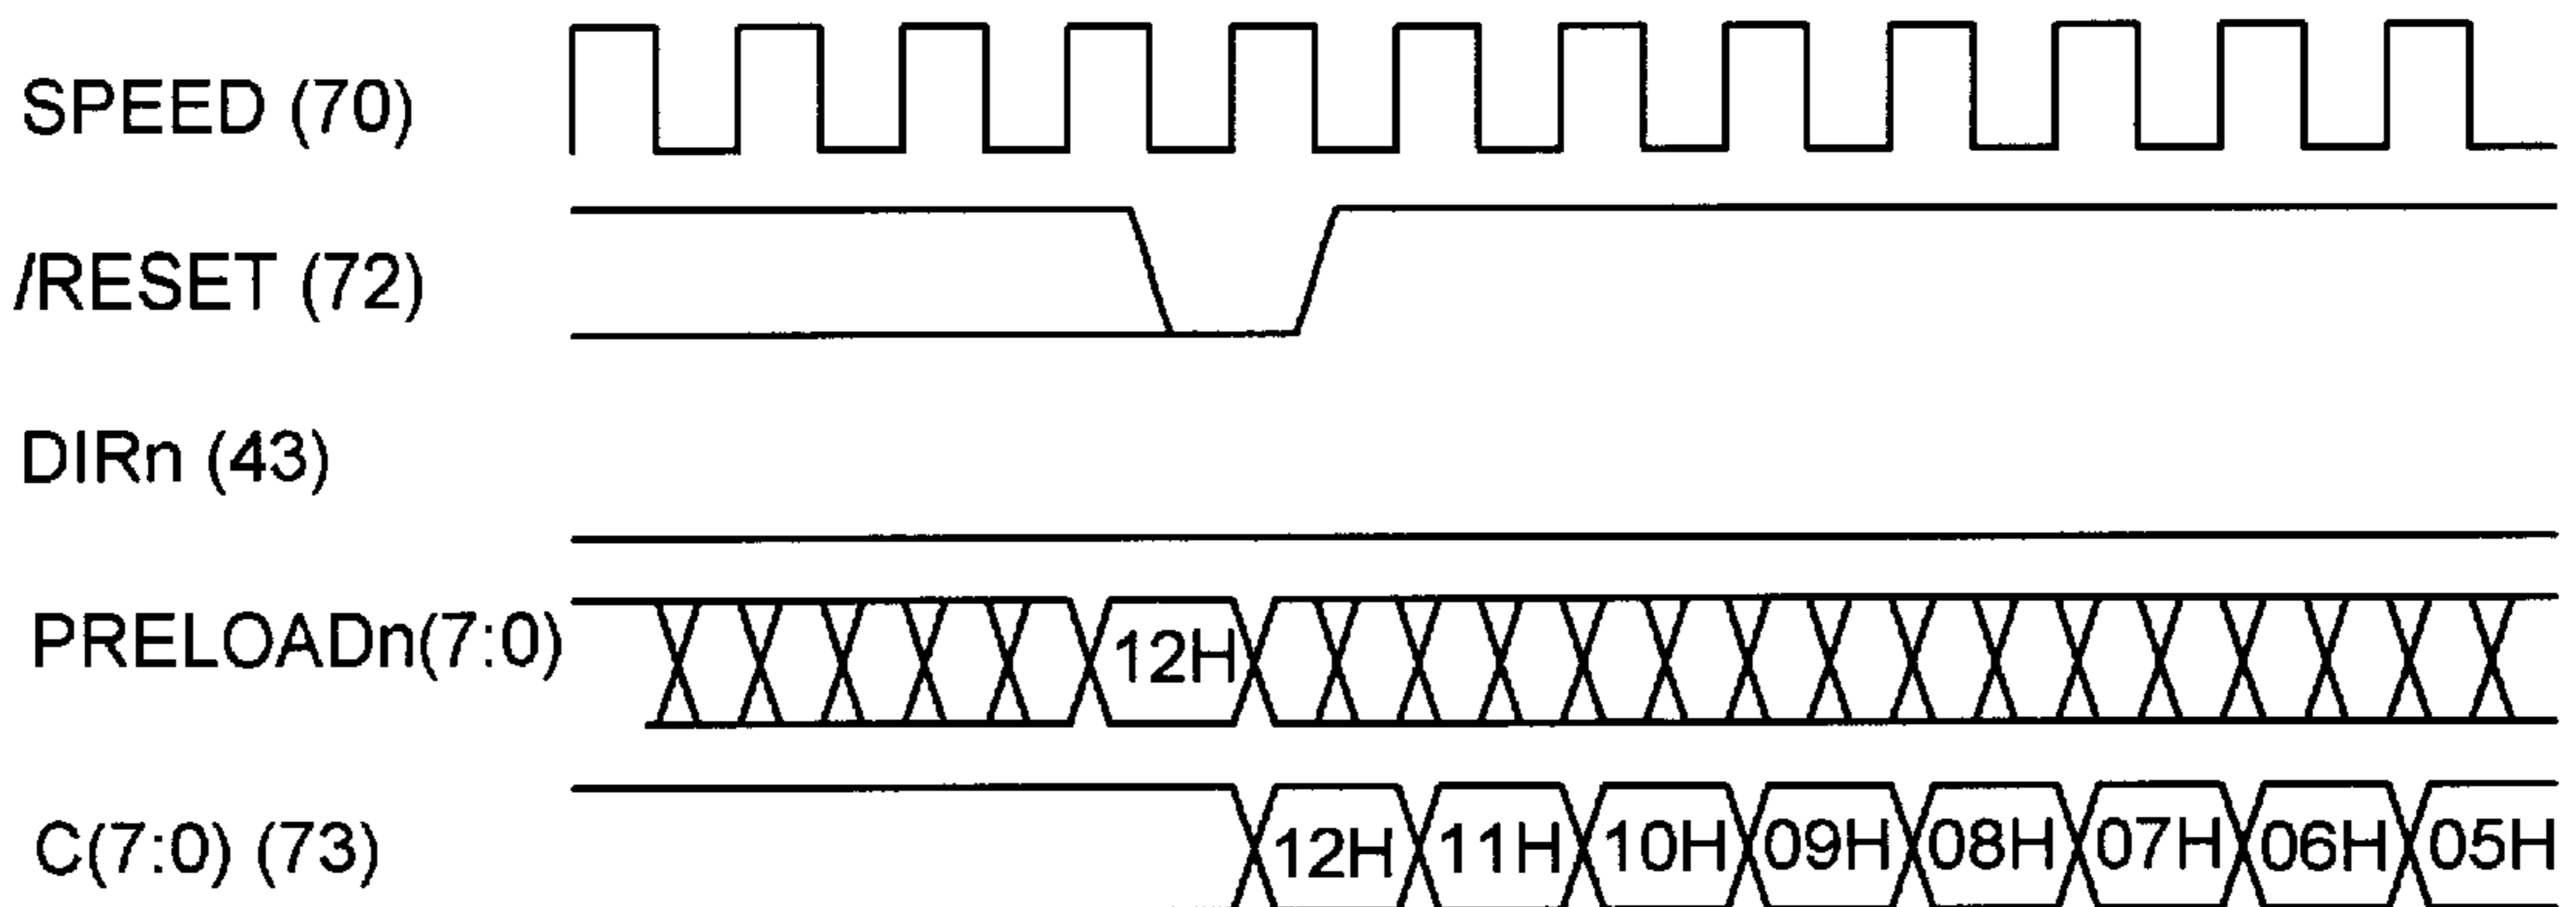 SPEED (70)
/RESET (72)
DIRn (43)
PRELOADn(7:0)
12H
C(7:0) (73)
12H 11H 10H 09H 08H 07H 06H 05H